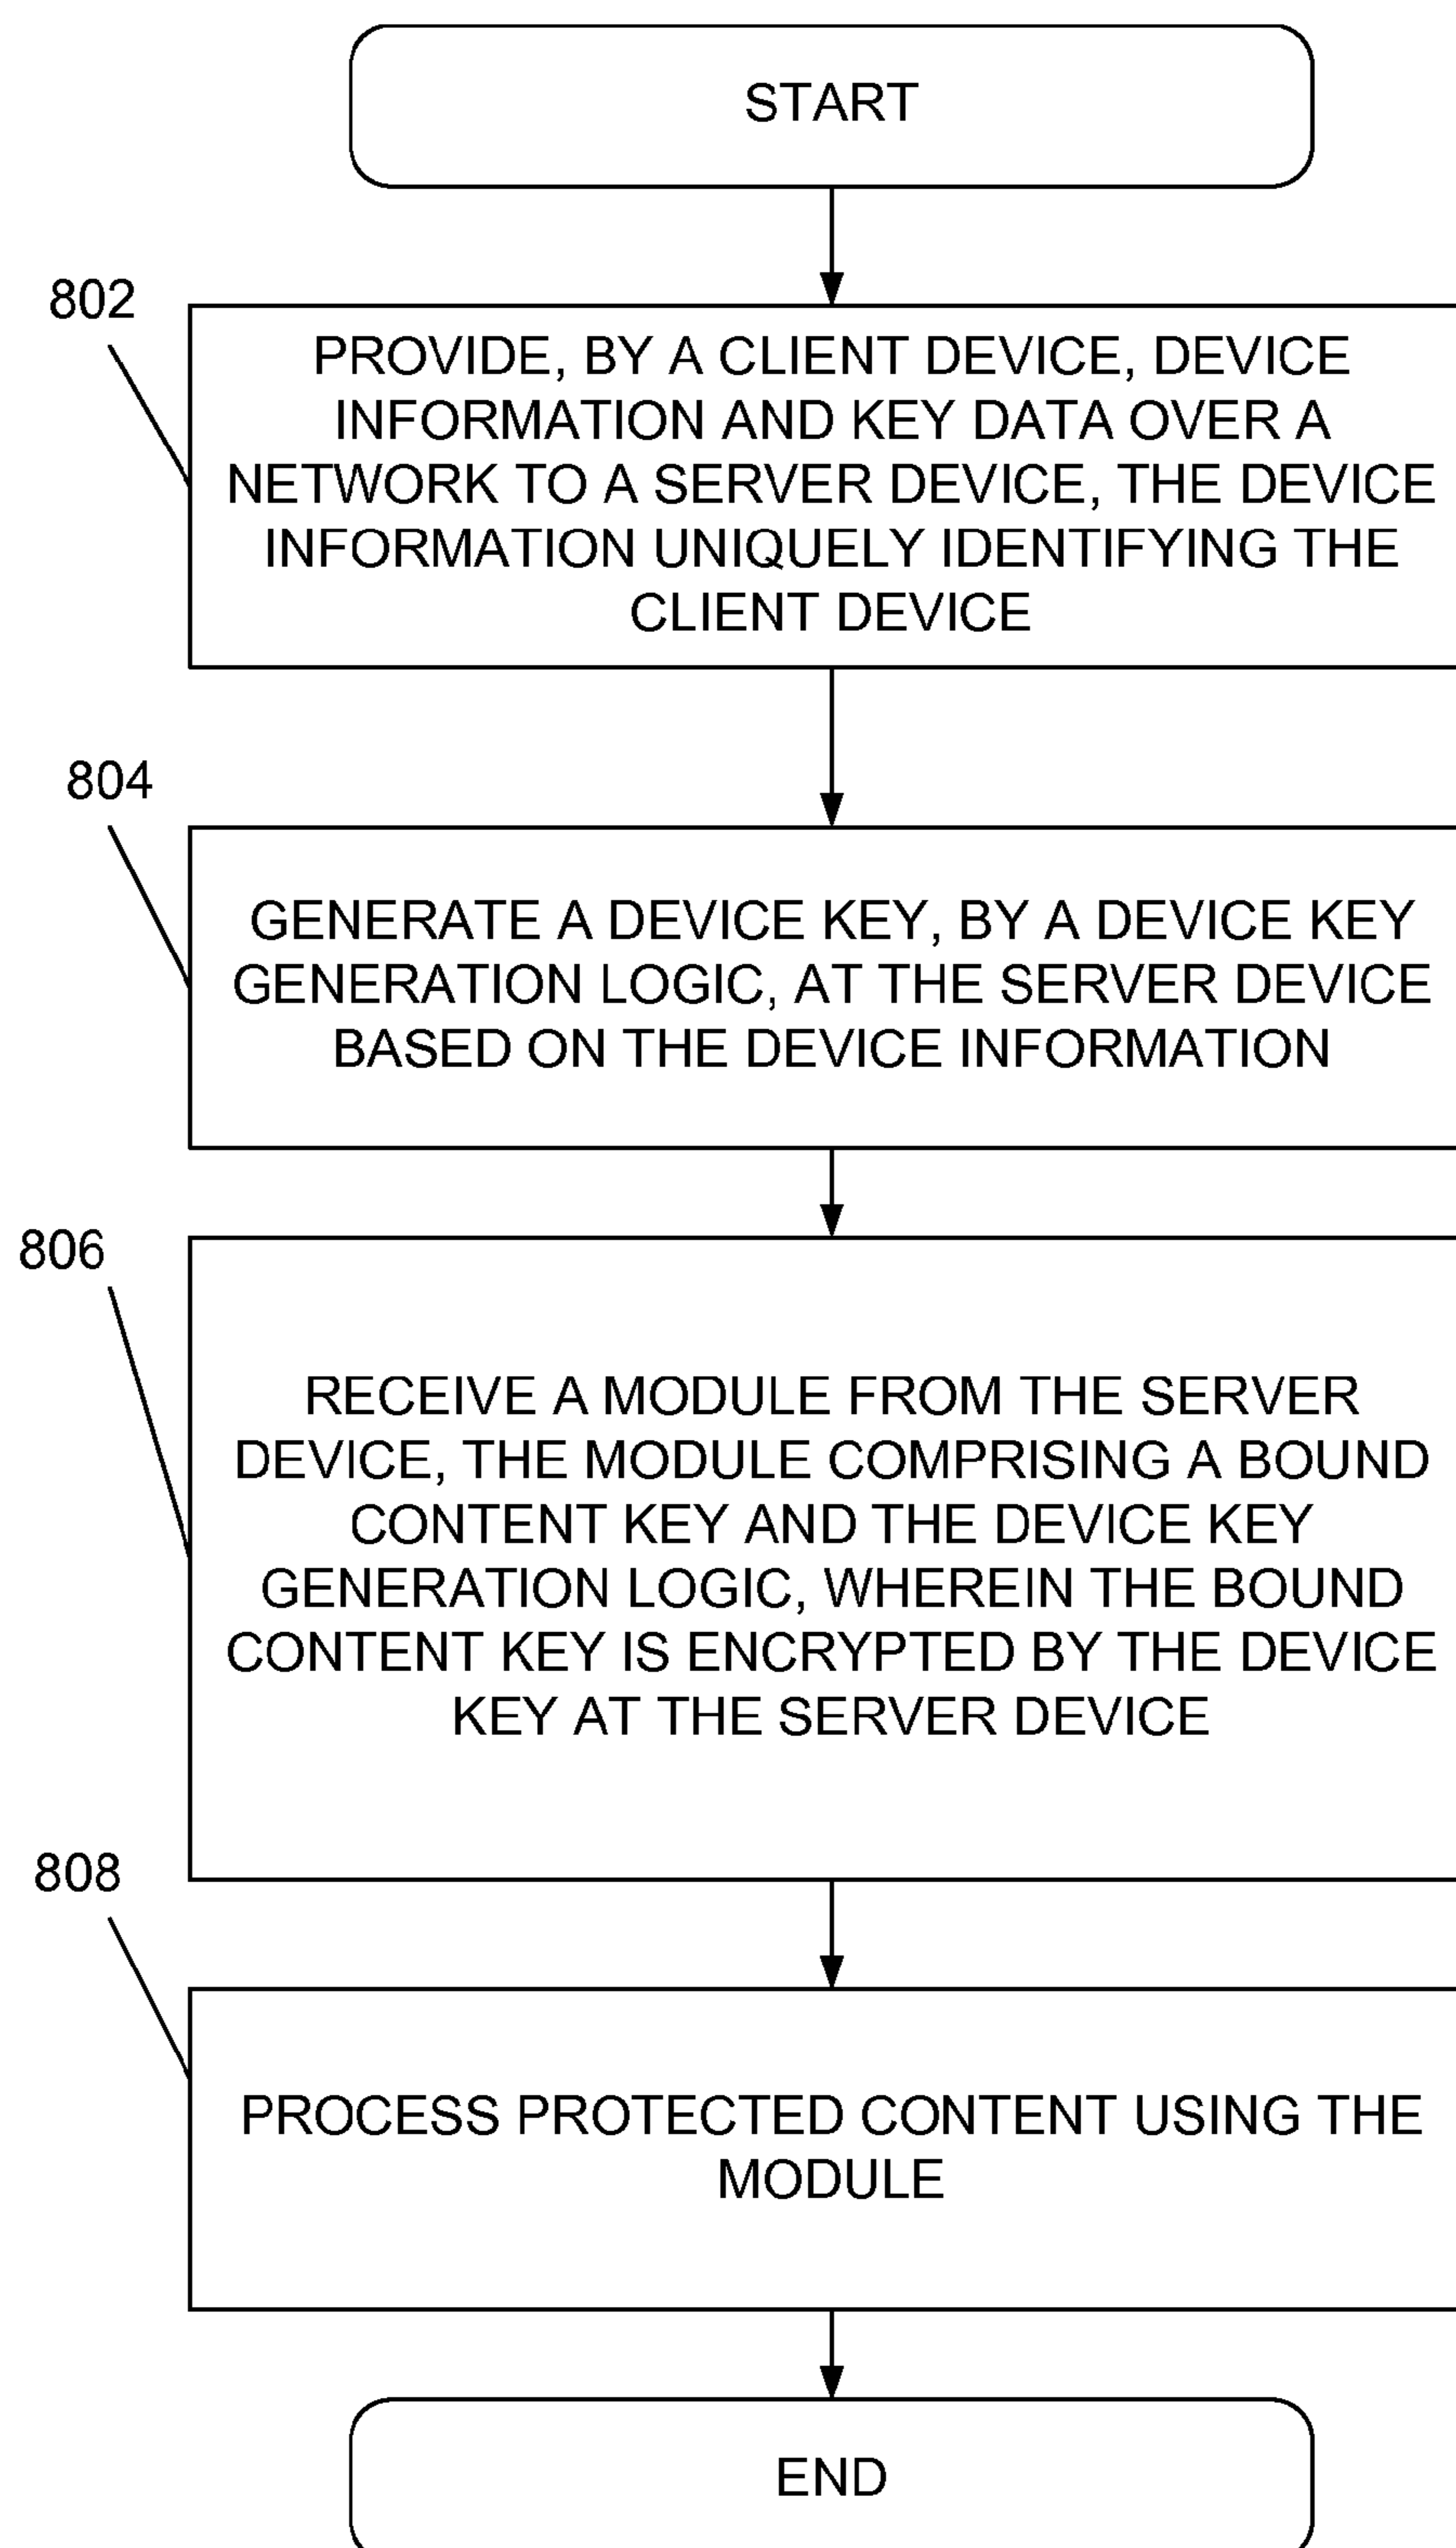 START
802
PROVIDE, BY A CLIENT DEVICE, DEVICE
INFORMATION AND KEY DATA OVER A
NETWORK TO A SERVER DEVICE, THE DEVICE
INFORMATION UNIQUELY IDENTIFYING THE
CLIENT DEVICE
804
GENERATE A DEVICE KEY, BY A DEVICE KEY
GENERATION LOGIC, AT THE SERVER DEVICE
BASED ON THE DEVICE INFORMATION
806
RECEIVE A MODULE FROM THE SERVER
DEVICE, THE MODULE COMPRISING A BOUND
CONTENT KEY AND THE DEVICE KEY
GENERATION LOGIC, WHEREIN THE BOUND
CONTENT KEY IS ENCRYPTED BY THE DEVICE
KEY AT THE SERVER DEVICE
808
PROCESS PROTECTED CONTENT USING THE
MODULE
END